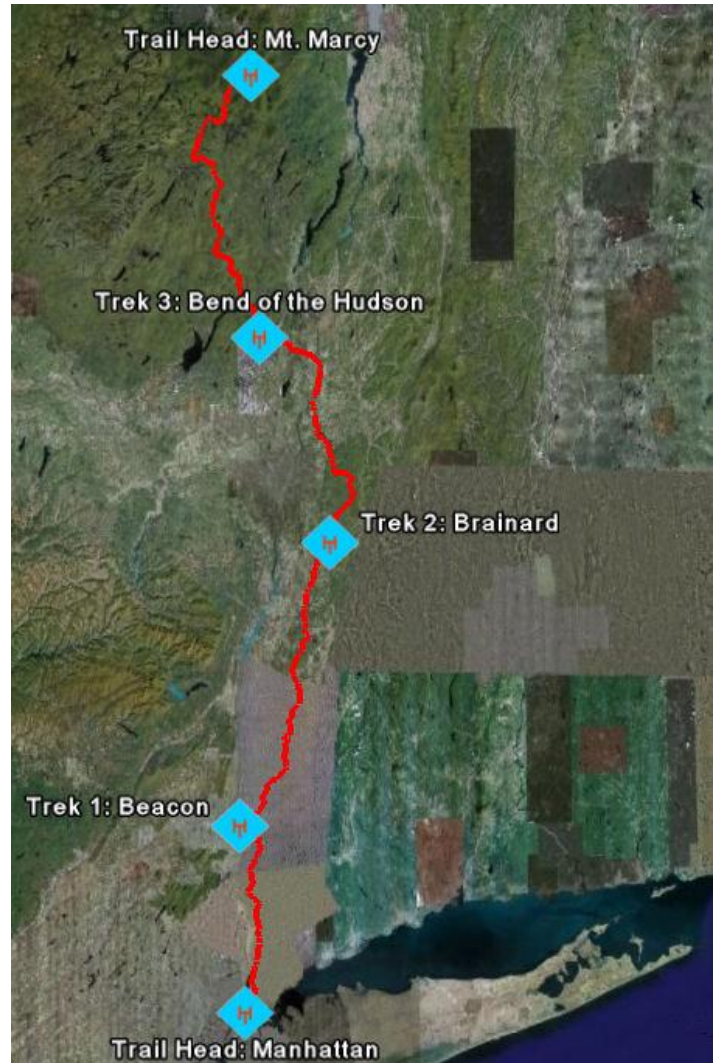 Trail Head: Mt. Marcy
Trek 3: Bend of the Hudson
Trek 2: Brainard
Trek 1: Beacon
Trail Head: Manhattan